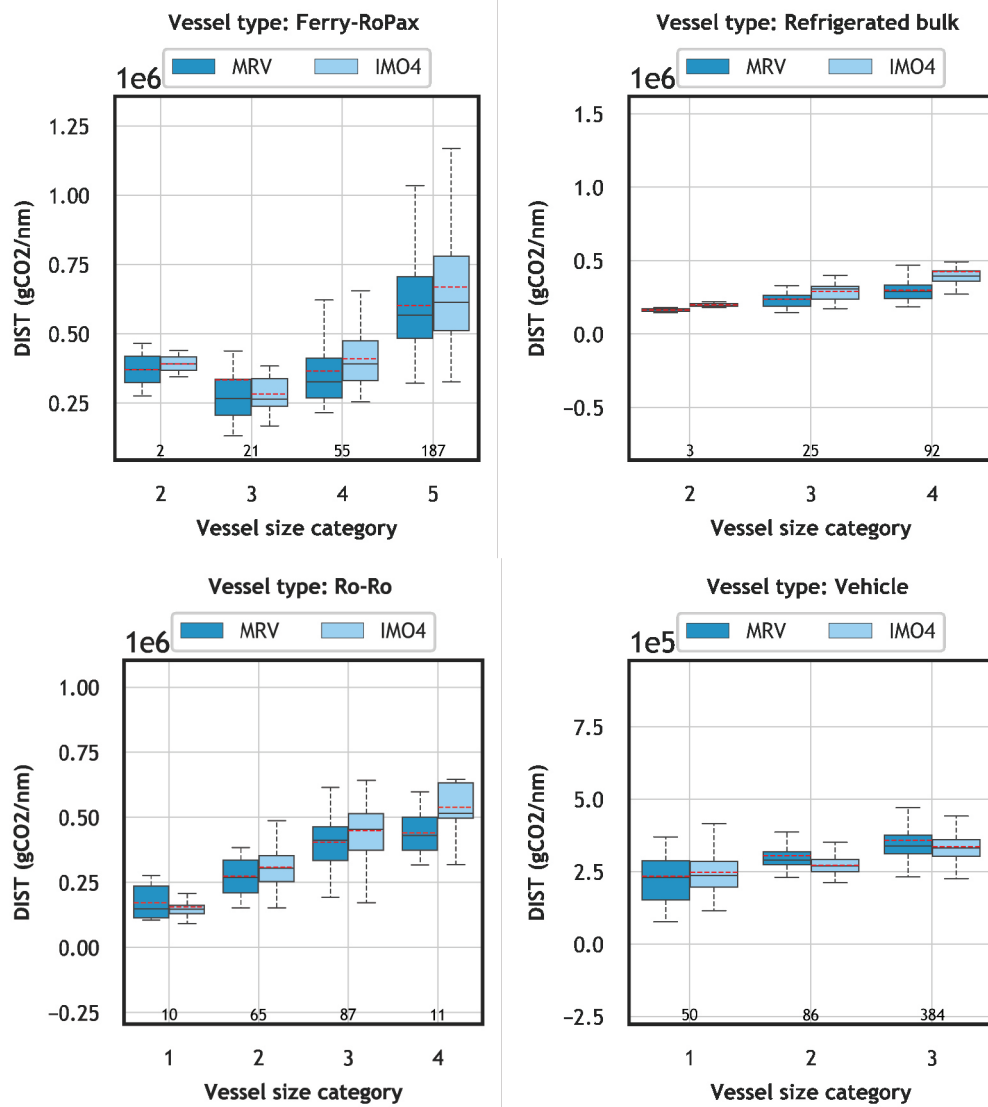 Vessel type: Ferry-RoPax
MRV IMO4
1e6
1.25
1.00
0.75
0.50
0.25
DIST (gCO2/nm)
2 21 55 187
2 3 4 5
Vessel size category
Vessel type: Refrigerated bulk
MRV IMO4
1e6
1.5
1.0
0.5
0.0
−0.5
DIST (gCO2/nm)
3 25 92
2 3 4
Vessel size category
Vessel type: Ro-Ro
MRV IMO4
1e6
1.00
0.75
0.50
0.25
0.00
−0.25
DIST (gCO2/nm)
10 65 87 11
1 2 3 4
Vessel size category
Vessel type: Vehicle
MRV IMO4
1e5
7.5
5.0
2.5
0.0
−2.5
DIST (gCO2/nm)
50 86 384
1 2 3
Vessel size category